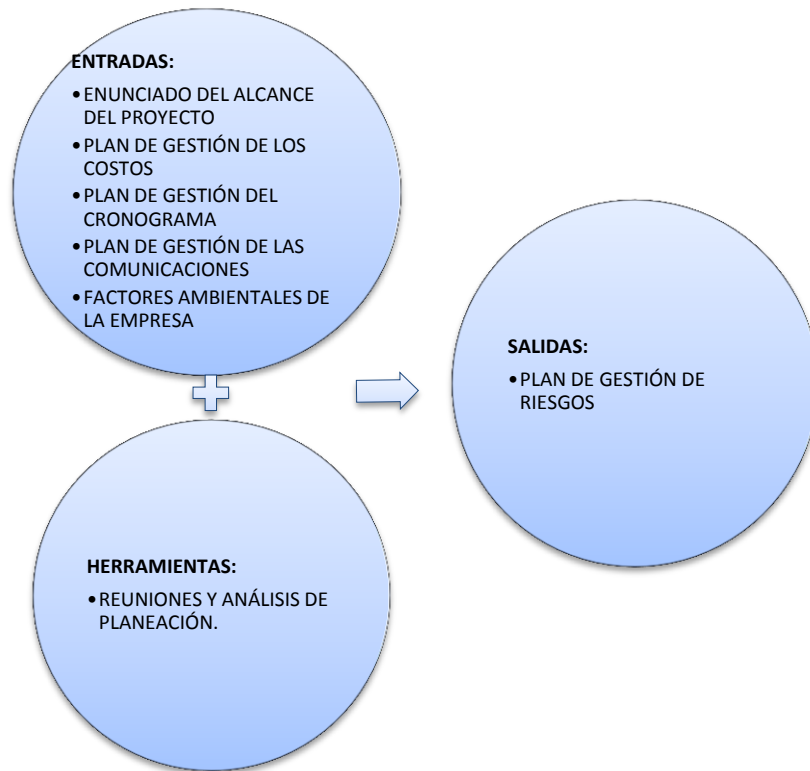 ENTRADAS:
•ENUNCIADO DEL ALCANCE
DEL PROYECTO
•PLAN DE GESTIÓN DE LOS
COSTOS
•PLAN DE GESTIÓN DEL
CRONOGRAMA
•PLAN DE GESTIÓN DE LAS
COMUNICACIONES
•FACTORES AMBIENTALES DE
LA EMPRESA
HERRAMIENTAS:
•REUNIONES Y ANÁLISIS DE
PLANEACIÓN.
SALIDAS:
•PLAN DE GESTIÓN DE
RIESGOS